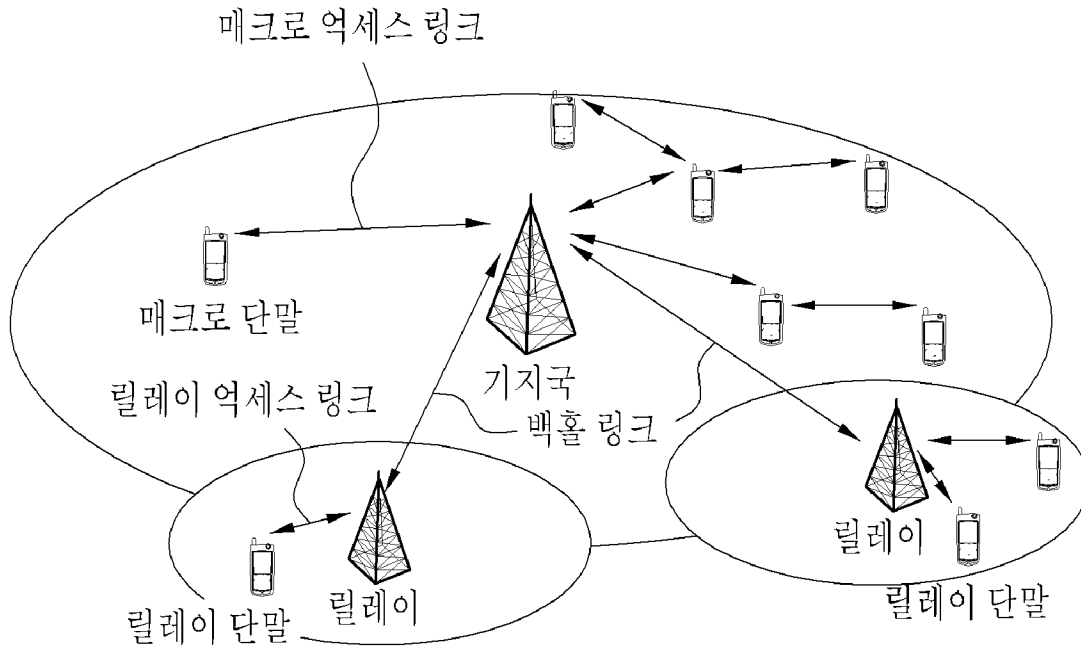 매크로 억세스 링크
매크로 단말
기지국
릴레이 억세스 링크
백홀 링크
릴레이
릴레이 단말
릴레이
릴레이 단말